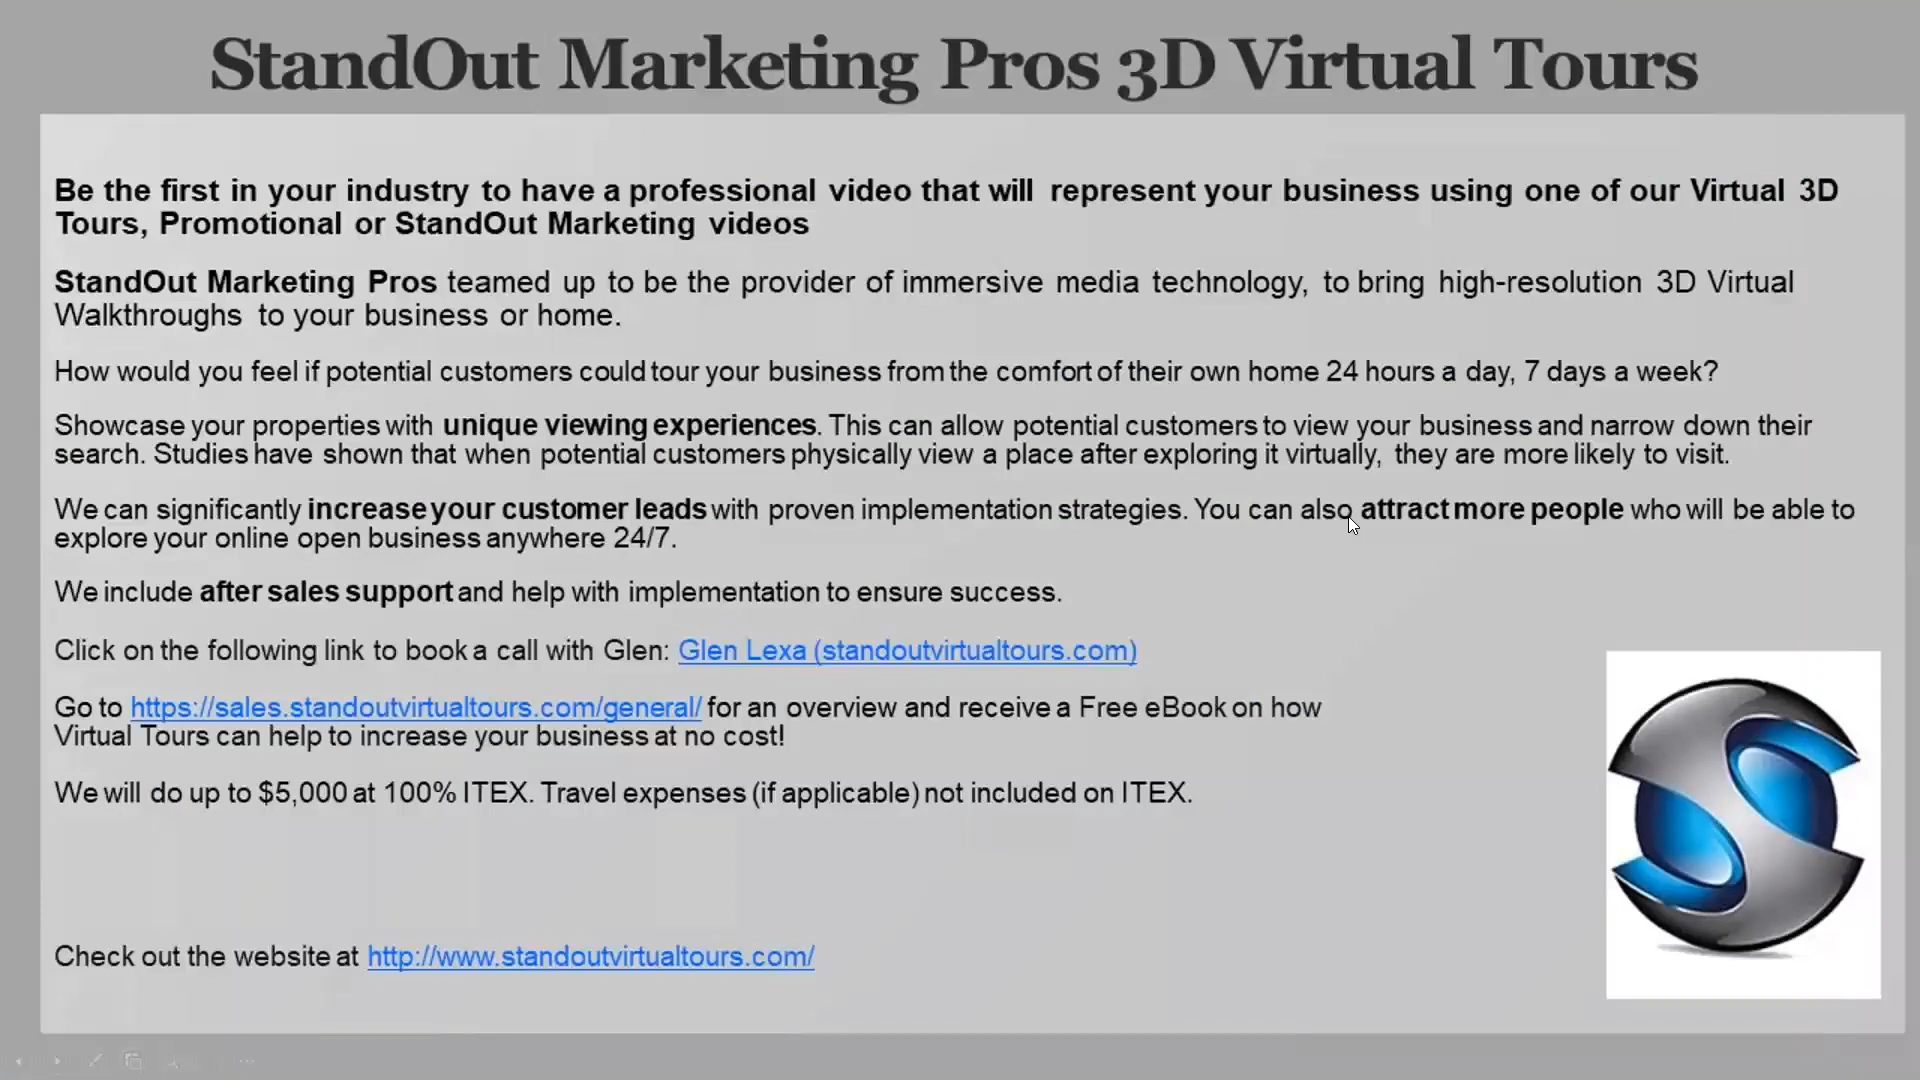 StandOut Marketing Pros 3D Virtual Tours
Be the first in your industry to have a professional video that will represent your business using one of our Virtual 3D
Tours, Promotional or StandOut Marketing videos
StandOut Marketing Pros teamed up to be the provider of immersive media technology, to bring high-resolution 3D Virtual
Walkthroughs to your business or home.
How would you feel if potential customers could tour your business from the comfort of their own home 24 hours a day, 7 days a week?
Showcase your properties with unique viewing experiences. This can allow potential customers to view your business and narrow down their
search. Studies have shown that when potential customers physically view a place after exploring it virtually, they are more likely to visit.
We can significantly increase your customer leads with proven implementation strategies. You can also attract more people who will be able to
explore your online open business anywhere 24/7.
We include after sales support and help with implementation to ensure success.
Click on the following link to book a call with Glen: Glen Lexa (standoutvirtualtours.com)
Go to https://sales.standoutvirtualtours.com/general/ for an overview and receive a Free eBook on how
Virtual Tours can help to increase your business at no cost!
We will do up to $5,000 at 100% ITEX. Travel expenses (if applicable) not included on ITEX.
Check out the website at http://www.standoutvirtualtours.com/